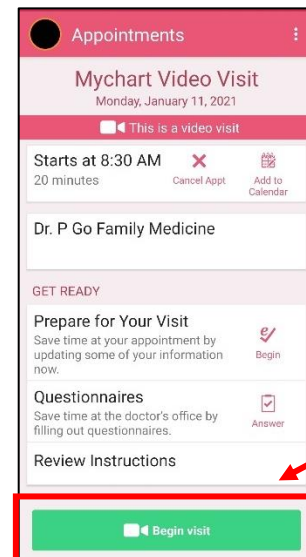 Appointments
Mychart Video Visit
Monday, January 11, 2021
This is a video visit
Starts at 8:30 AM
20 minutes
Cancel Appt
Add to
Calendar
Dr. P Go Family Medicine
GET READY
Prepare for Your Visit
Save time at your appointment by
updating some of your information
now.
Begin
Questionnaires
Save time at the doctor's office by
filling out questionnaires.
Answer
Review Instructions
Begin visit